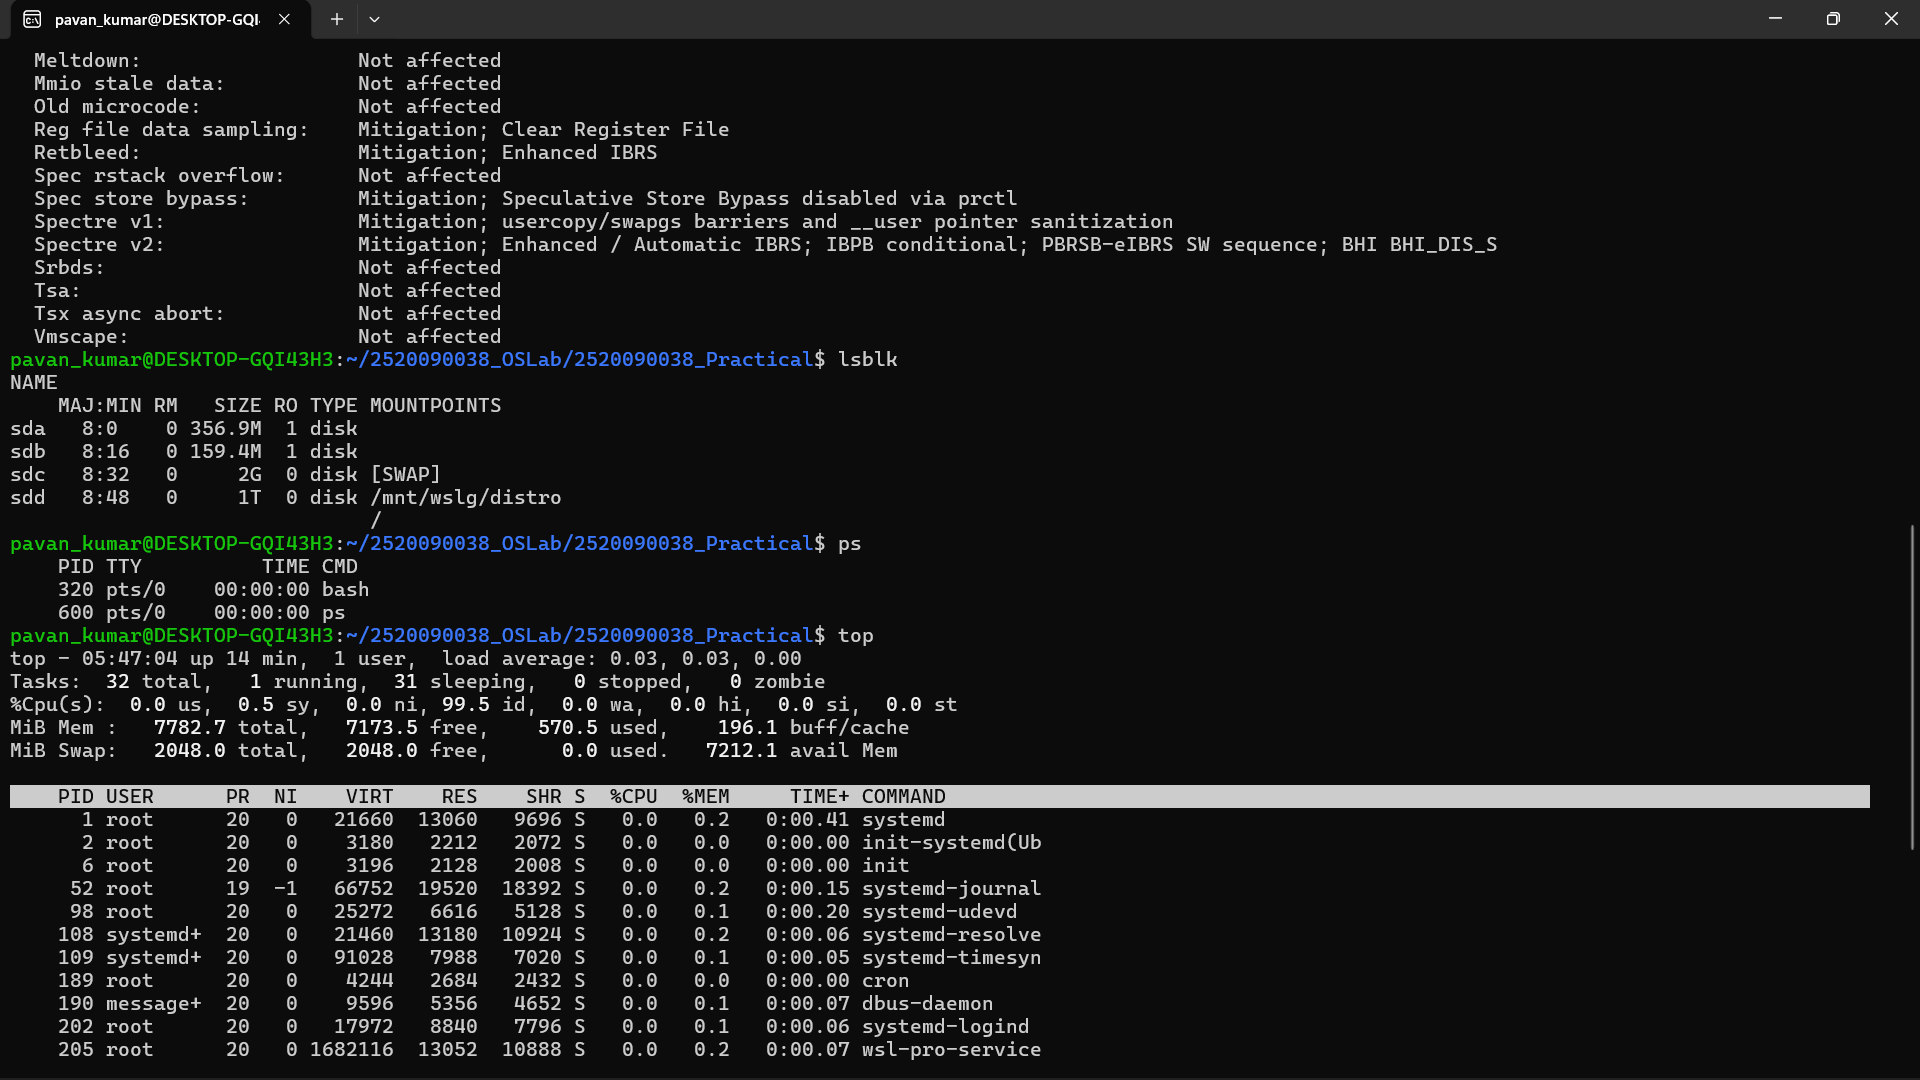 pavan_kumar@DESKTOP-GQI
  Meltdown:                  Not affected
  Mmio stale data:           Not affected
  Old microcode:             Not affected
  Reg file data sampling:    Mitigation; Clear Register File
  Retbleed:                  Mitigation; Enhanced IBRS
  Spec rstack overflow:      Not affected
  Spec store bypass:         Mitigation; Speculative Store Bypass disabled via prctl
  Spectre v1:                Mitigation; usercopy/swapgs barriers and __user pointer sanitization
  Spectre v2:                Mitigation; Enhanced / Automatic IBRS; IBPB conditional; PBRSB-eIBRS SW sequence; BHI BHI_DIS_S
  Srbds:                     Not affected
  Tsa:                       Not affected
  Tsx async abort:           Not affected
  Vmscape:                   Not affected
pavan_kumar@DESKTOP-GQI43H3:~/2520090038_OSLab/2520090038_Practical$ lsblk
NAME
    MAJ:MIN RM   SIZE RO TYPE MOUNTPOINTS
sda   8:0    0 356.9M  1 disk
sdb   8:16   0 159.4M  1 disk
sdc   8:32   0     2G  0 disk [SWAP]
sdd   8:48   0     1T  0 disk /mnt/wslg/distro
                              /
pavan_kumar@DESKTOP-GQI43H3:~/2520090038_OSLab/2520090038_Practical$ ps
    PID TTY          TIME CMD
    320 pts/0    00:00:00 bash
    600 pts/0    00:00:00 ps
pavan_kumar@DESKTOP-GQI43H3:~/2520090038_OSLab/2520090038_Practical$ top
top - 05:47:04 up 14 min,  1 user,  load average: 0.03, 0.03, 0.00
Tasks:  32 total,   1 running,  31 sleeping,   0 stopped,   0 zombie
%Cpu(s):  0.0 us,  0.5 sy,  0.0 ni, 99.5 id,  0.0 wa,  0.0 hi,  0.0 si,  0.0 st
MiB Mem :   7782.7 total,   7173.5 free,    570.5 used,    196.1 buff/cache
MiB Swap:   2048.0 total,   2048.0 free,      0.0 used.   7212.1 avail Mem

    PID USER      PR  NI    VIRT    RES    SHR S  %CPU  %MEM     TIME+ COMMAND
      1 root      20   0   21660  13060   9696 S   0.0   0.2   0:00.41 systemd
      2 root      20   0    3180   2212   2072 S   0.0   0.0   0:00.00 init-systemd(Ub
      6 root      20   0    3196   2128   2008 S   0.0   0.0   0:00.00 init
     52 root      19  -1   66752  19520  18392 S   0.0   0.2   0:00.15 systemd-journal
     98 root      20   0   25272   6616   5128 S   0.0   0.1   0:00.20 systemd-udevd
    108 systemd+  20   0   21460  13180  10924 S   0.0   0.2   0:00.06 systemd-resolve
    109 systemd+  20   0   91028   7988   7020 S   0.0   0.1   0:00.05 systemd-timesyn
    189 root      20   0    4244   2684   2432 S   0.0   0.0   0:00.00 cron
    190 message+  20   0    9596   5356   4652 S   0.0   0.1   0:00.07 dbus-daemon
    202 root      20   0   17972   8840   7796 S   0.0   0.1   0:00.06 systemd-logind
    205 root      20   0 1682116  13052  10888 S   0.0   0.2   0:00.07 wsl-pro-service